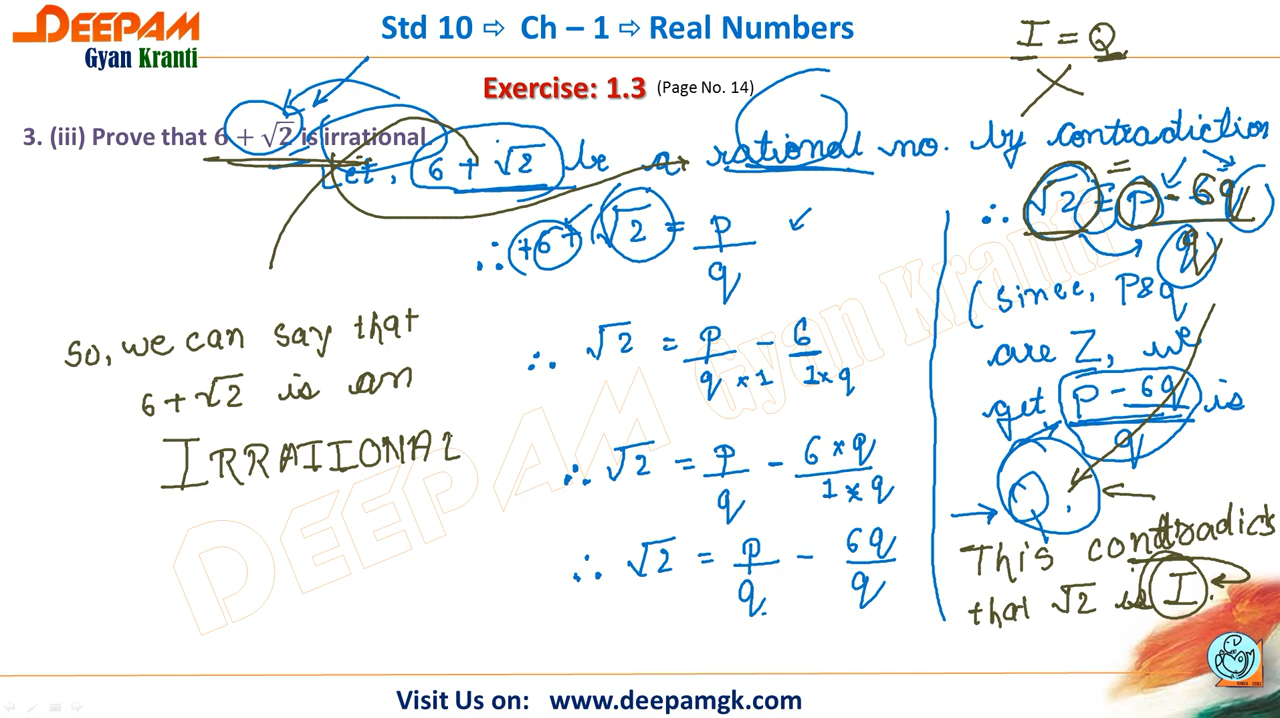 DEEPAM
Gyan Kranti
Std 10 ⇨ Ch – 1 ⇨ Real Numbers
I = Q
Exercise: 1.3 (Page No. 14)
3. (iii) Prove that 6 + √2 is irrational.
Let, 6 + √2 be a rational no. by contradiction
∴ +6+ √2 = p/q
∴ √2 = p/q × 1 − 6/1 × q
∴ √2 = p/q − 6 × q/1 × q
∴ √2 = p/q − 6q/q
∴ √2 = p - 6q/q
(since, p & q
are Z, we
get p - 6q/q is
Q.
This contradicts
that √2 is I.
So, we can say that
6 + √2 is an
IRRATIONAL
DEEPAM Gyan Kranti
Visit Us on: www.deepamgk.com